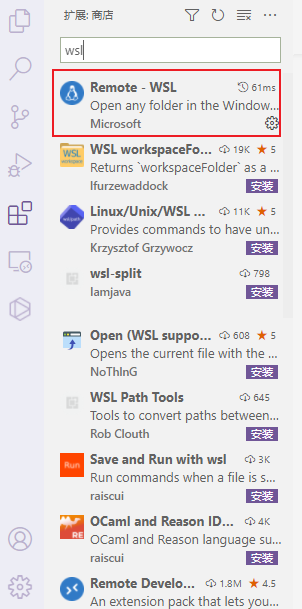 扩展: 商店
wsl
Remote - WSL 61ms
Open any folder in the Window...
Microsoft
WSL workspaceFo... 19K 5
Returns `workspaceFolder` as a ...
lfurzewaddock 安装
Linux/Unix/WSL ... 11K 5
Provides commands to have un...
Krzysztof Grzywocz 安装
wsl-split 798
Iamjava 安装
Open (WSL suppo... 608 5
Opens the current file with the ...
NoThInG 安装
WSL Path Tools 645
Tools to convert paths between...
Rob Clouth 安装
Run
Save and Run with wsl 3K
Run commands when a file is s...
raiscui 安装
OCaml and Reason ID... 4K
OCaml and Reason language su...
raiscui 安装
Remote Develo... 1.8M 4.5
An extension pack that lets you...